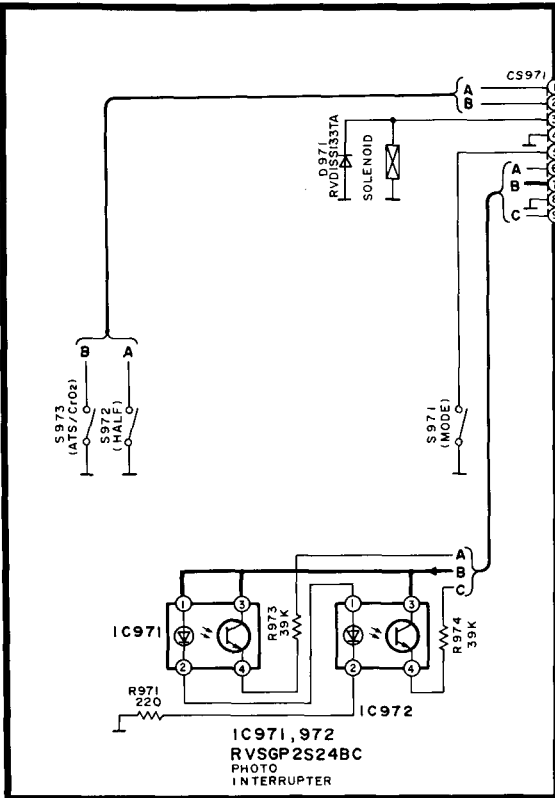 CS971
A
B
D971
RVDISS133TA
SOLENOID
A
B
C
B
A
S973
(ATS/CrO2)
S972
(HALF)
S971
(MODE)
A
B
C
1
3
1
3
IC971
R973
39K
R974
39K
2
4
2
4
R971
220
IC972
IC971,972
RVSGP2S24BC
PHOTO
INTERRUPTER